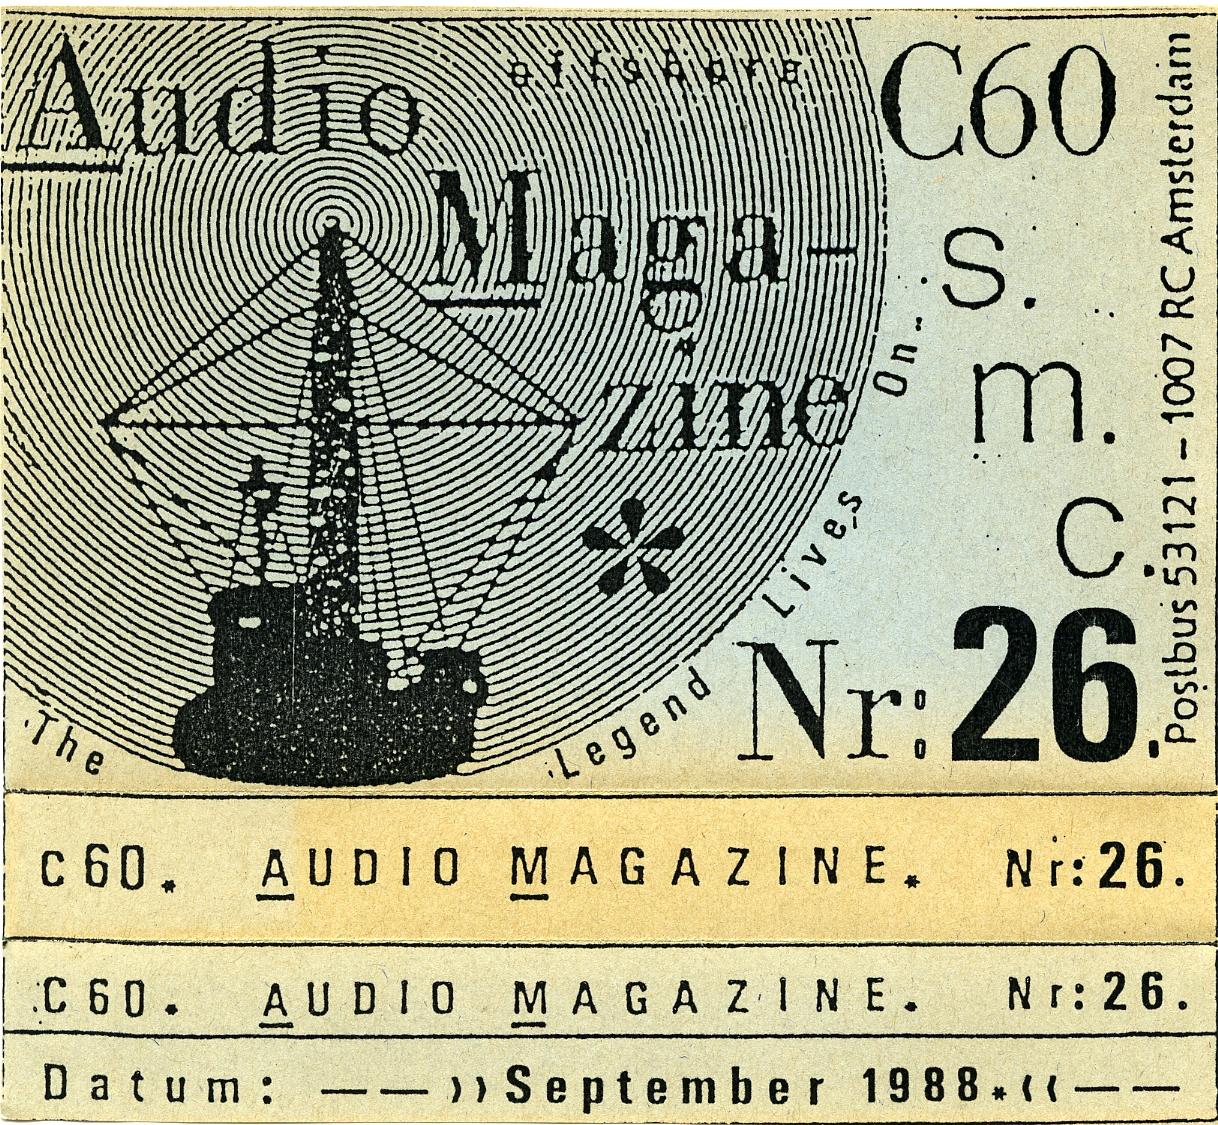 Audio
offshore
Maga-
zine
*
C60
S.
m.
c.
Nr: 26.
Postbus 53121 - 1007 RC Amsterdam
The Legend Lives On..
C60.* AUDIO MAGAZINE.* Nr: 26.
C60. AUDIO MAGAZINE. Nr: 26.
Datum: —— »September 1988.*« ——